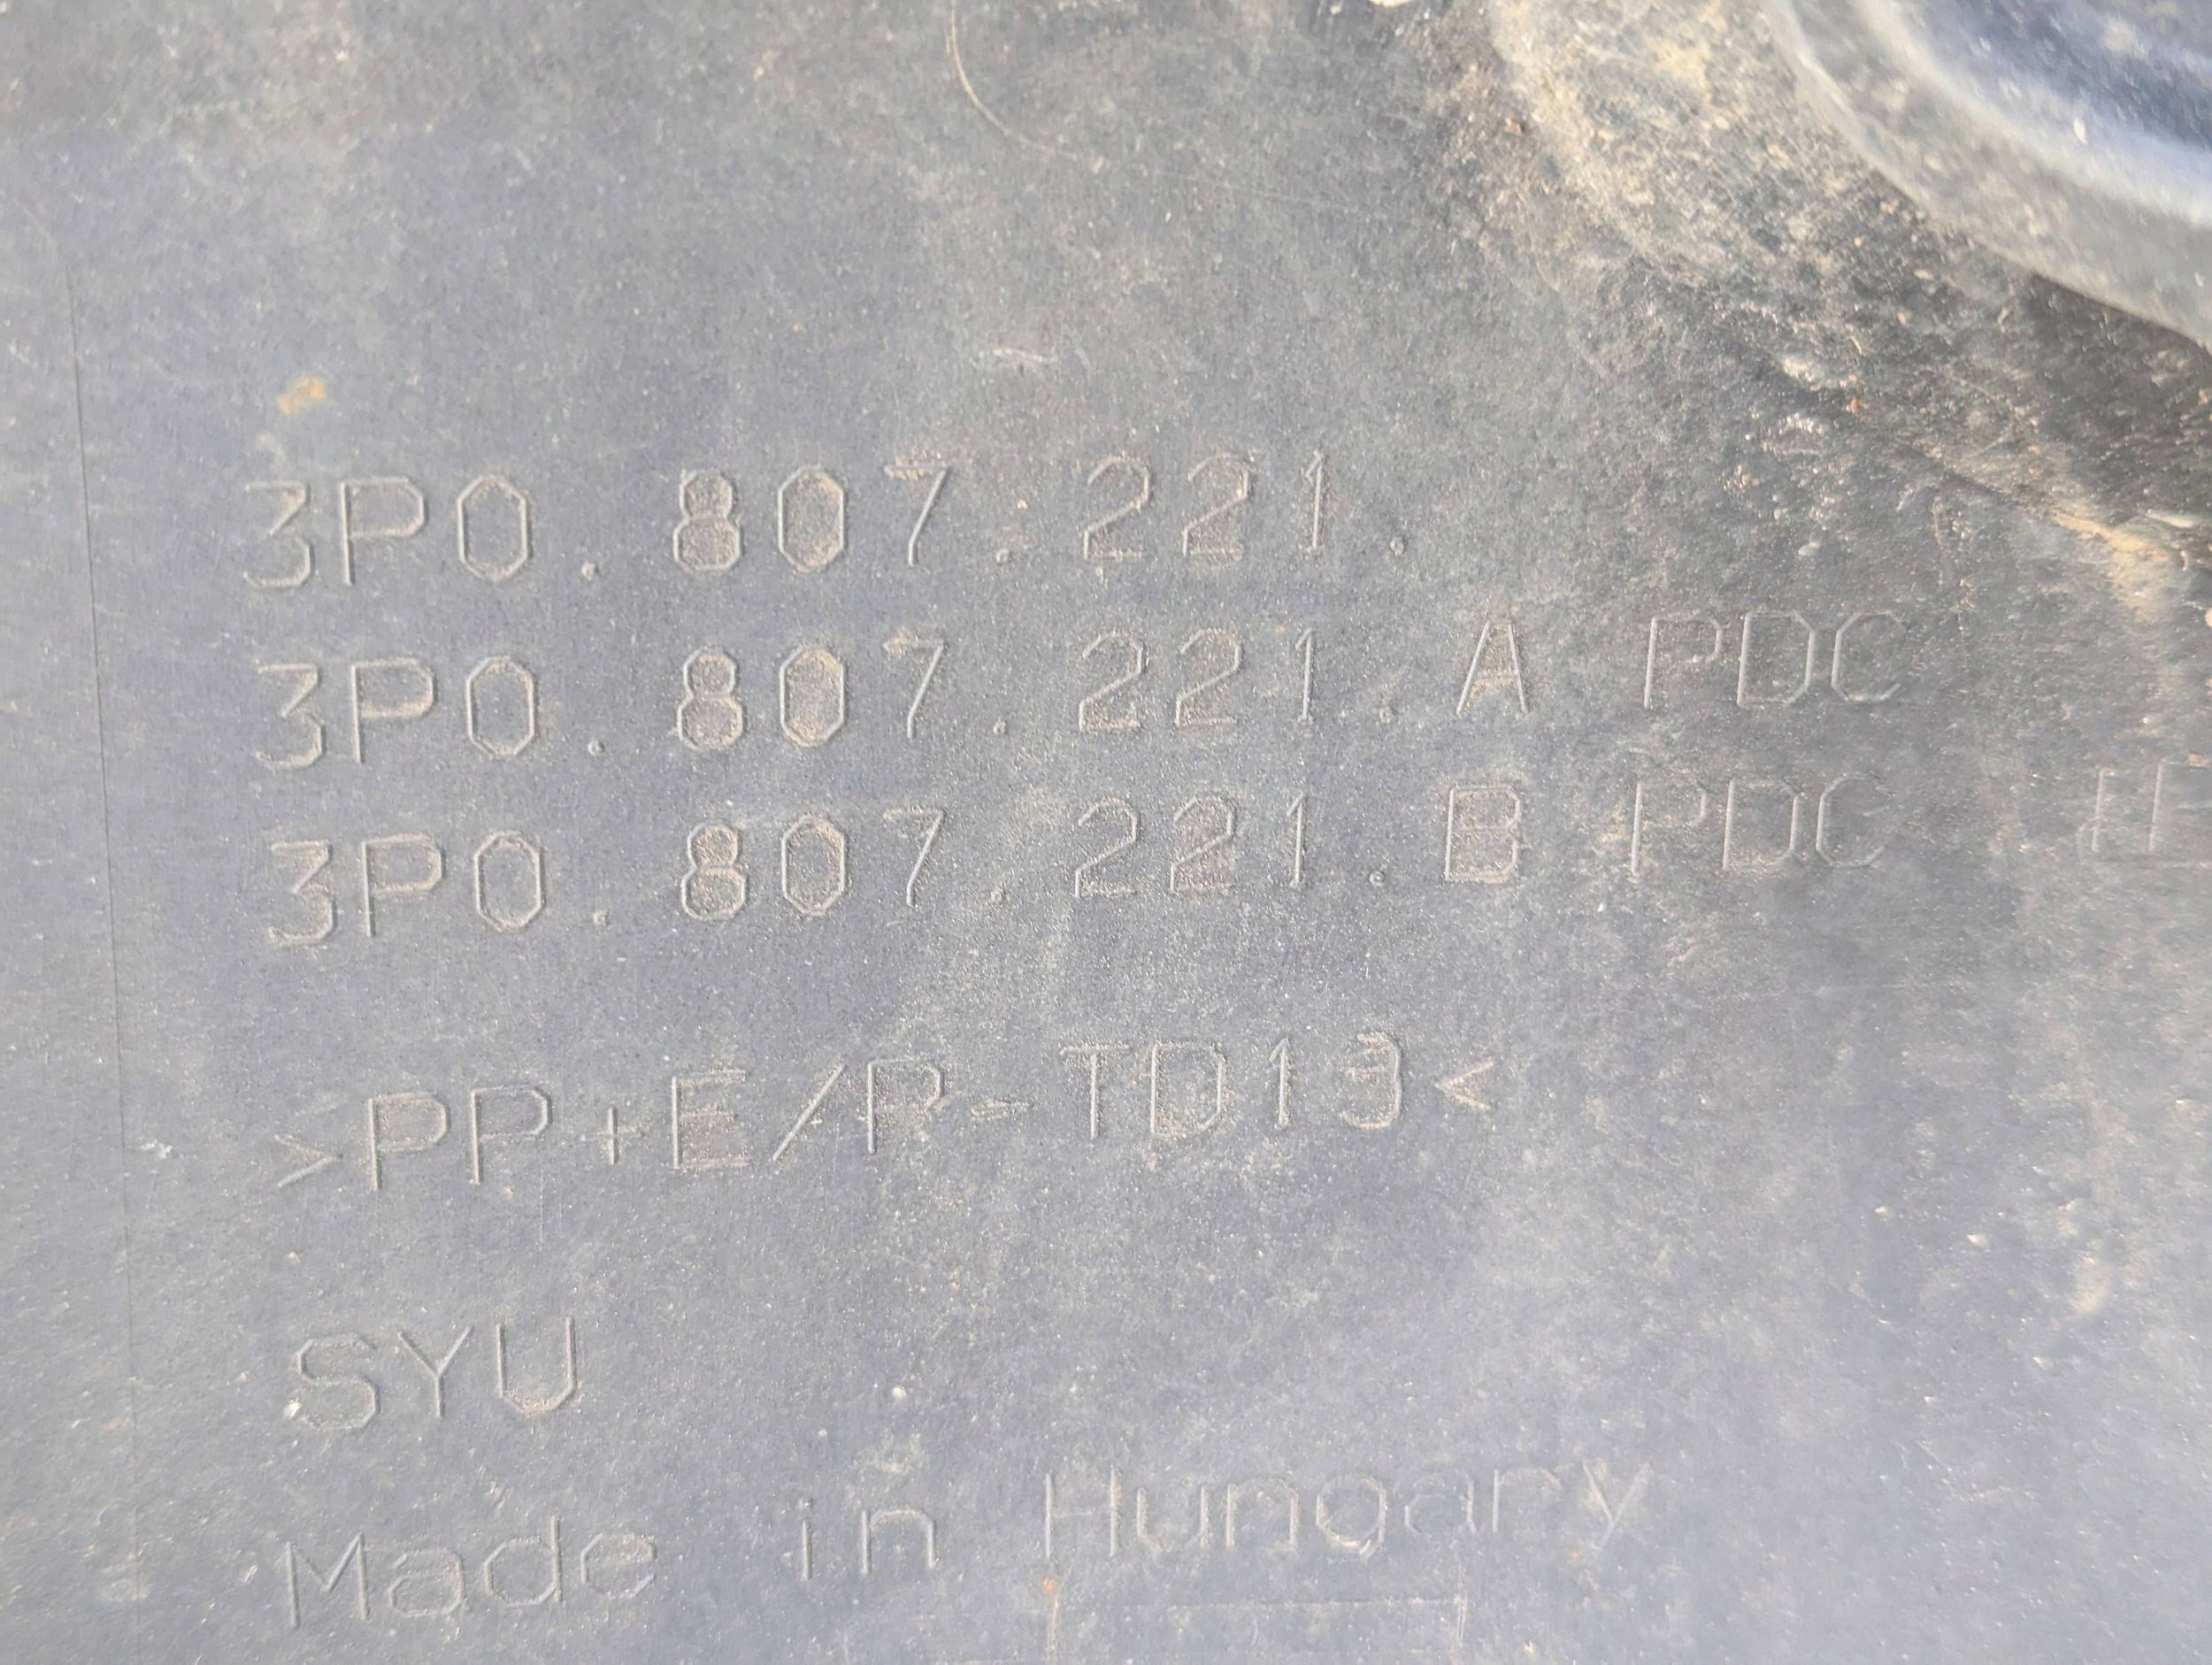 3P0.807.221.
3P0.807.221.A PDC
3P0.807.221.B PDC
>PP+E/P-TD13<
SYU
Made in Hungary